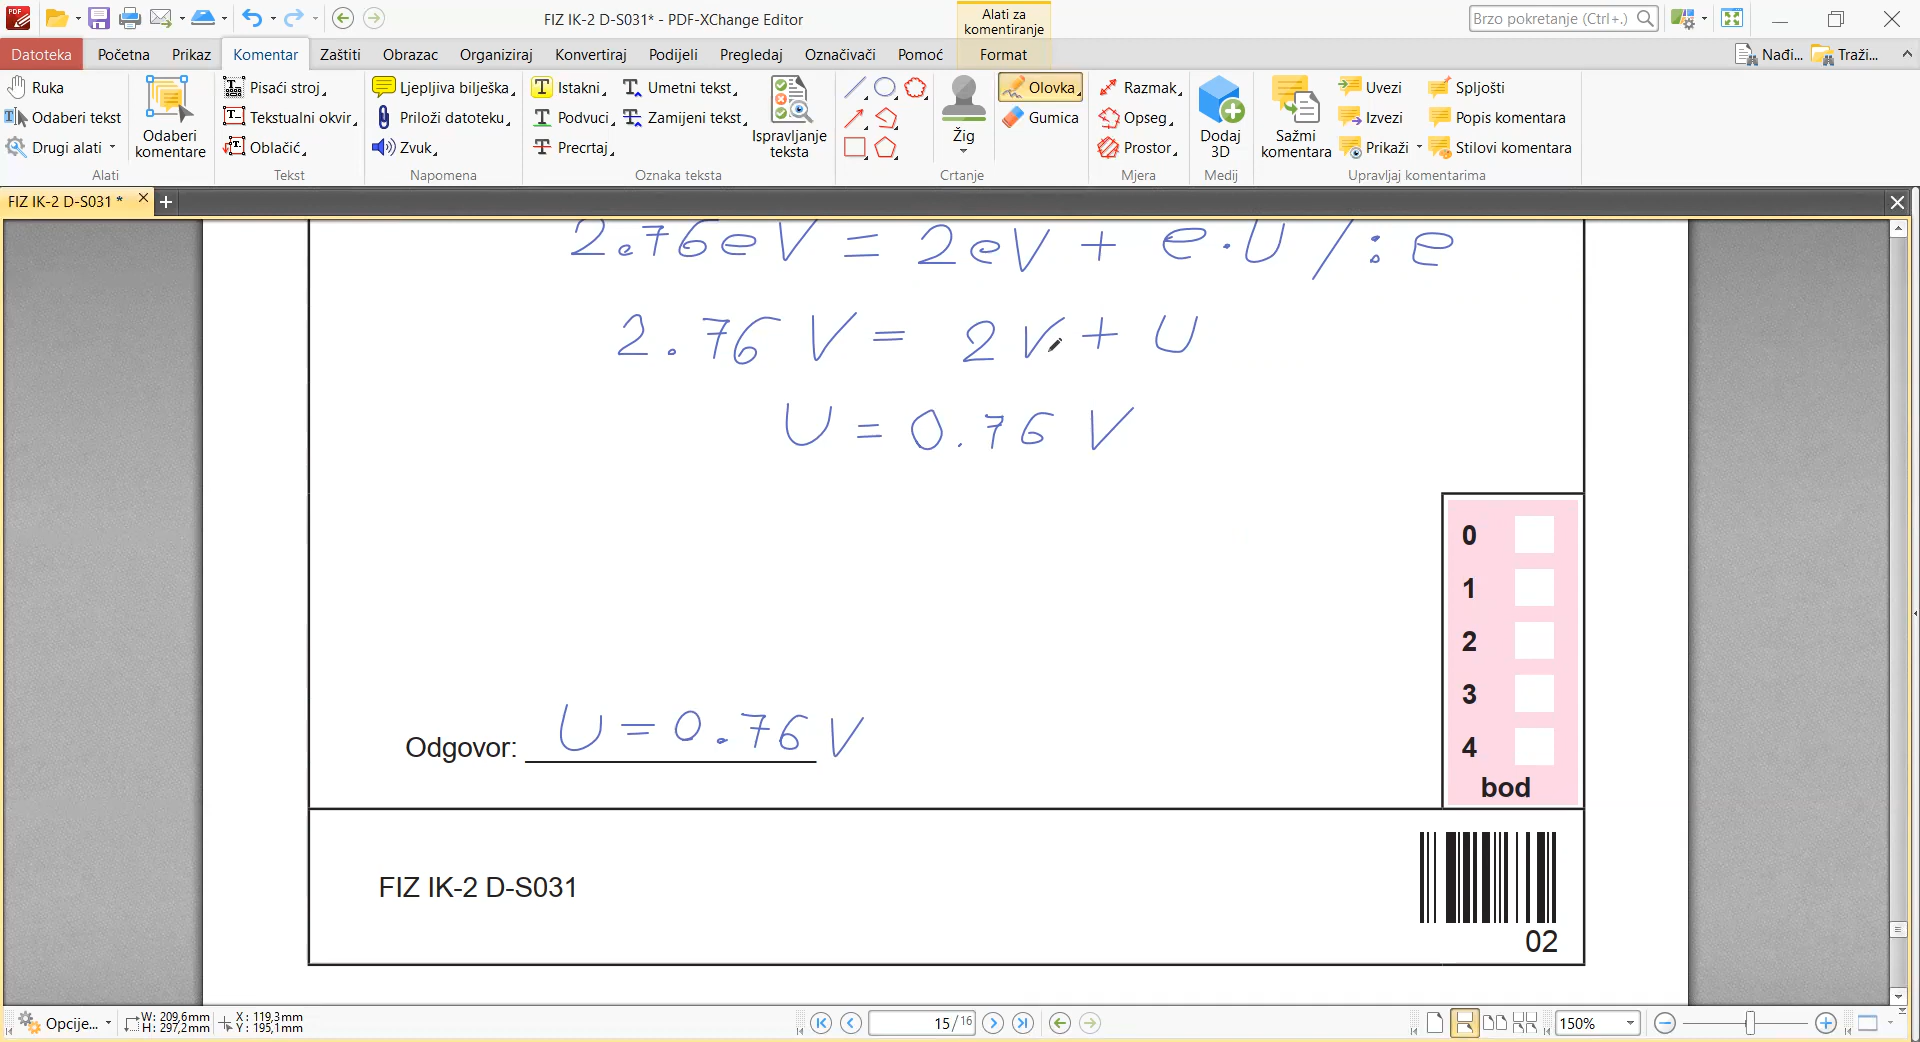 FIZ IK-2 D-S031* - PDF-XChange Editor
Alati za komentiranje
Brzo pokretanje (Ctrl+.)
Datoteka Početna Prikaz Komentar Zaštiti Obrazac Organiziraj Konvertiraj Podijeli Pregledaj Označivači Pomoć Format Nađi... Traži...
Ruka
Odaberi tekst
Drugi alati
Alati
Odaberi komentare
Pisaći stroj
Tekstualni okvir
Oblačić
Tekst
Ljepljiva bilješka
Priloži datoteku
Zvuk
Napomena
Istakni
Podvuci
Precrtaj
Umetni tekst
Zamijeni tekst
Ispravljanje teksta
Oznaka teksta
Žig
Olovka
Gumica
Crtanje
Razmak
Opseg
Prostor
Mjera
Dodaj 3D
Medij
Sažmi komentara
Uvezi
Izvezi
Prikaži
Spljošti
Popis komentara
Stilovi komentara
Upravljaj komentarima
FIZ IK-2 D-S031 *
2.76eV = 2eV + e·U /: e
2.76 V = 2 V + U
U = 0.76 V
0
1
2
3
4
bod
Odgovor: U = 0.76 V
FIZ IK-2 D-S031
02
Opcije...
W: 209,6mm
H: 297,2mm
X: 119,3mm
Y: 195,1mm
15/16
150%